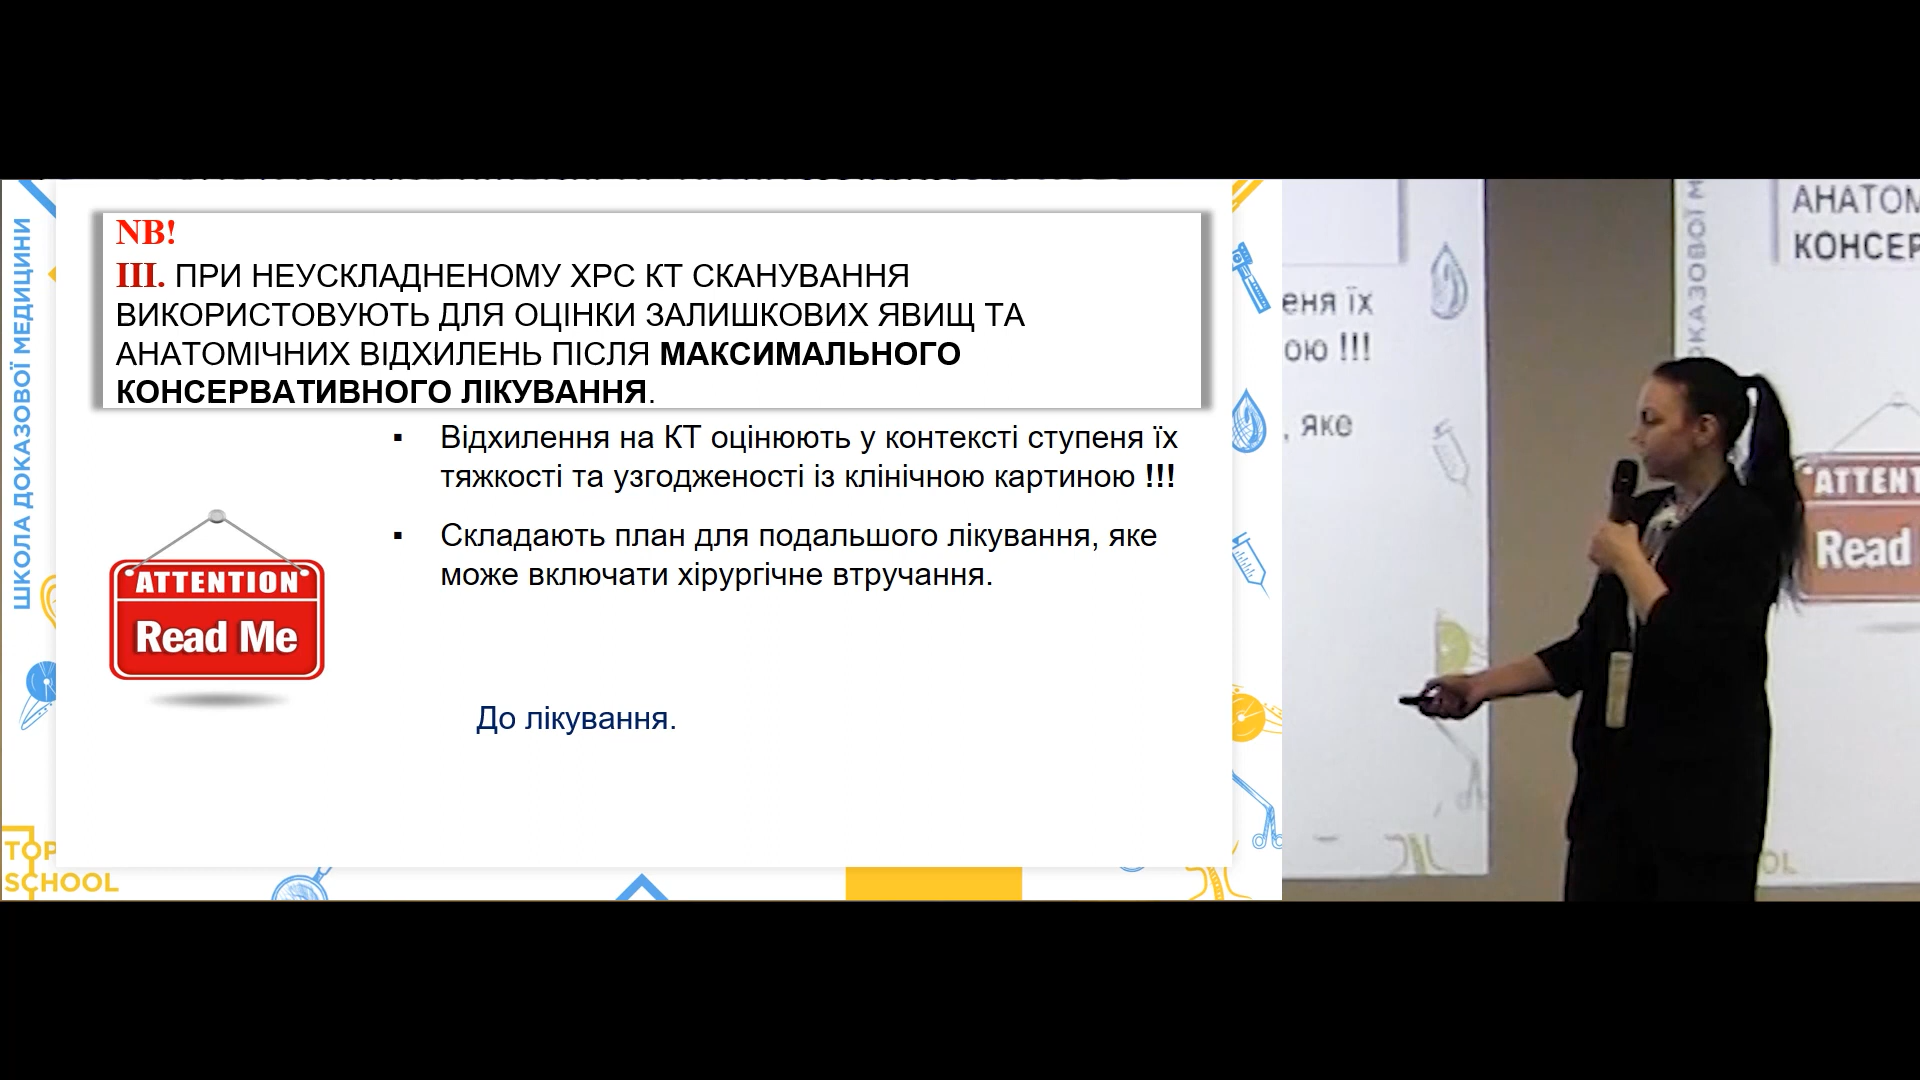 ШКОЛА ДОКАЗОВОЇ МЕДИЦИНИ
NB!
III. ПРИ НЕУСКЛАДНЕНОМУ ХРС КТ СКАНУВАННЯ
ВИКОРИСТОВУЮТЬ ДЛЯ ОЦІНКИ ЗАЛИШКОВИХ ЯВИЩ ТА
АНАТОМІЧНИХ ВІДХИЛЕНЬ ПІСЛЯ МАКСИМАЛЬНОГО
КОНСЕРВАТИВНОГО ЛІКУВАННЯ.
▪ Відхилення на КТ оцінюють у контексті ступеня їх
тяжкості та узгодженості із клінічною картиною !!!
▪ Складають план для подальшого лікування, яке
може включати хірургічне втручання.
ATTENTION
Read Me
До лікування.
TOP
SCHOOL
еня їх
ою !!!
, яке
АНАТОМ
КОНСЕР
ОКАЗОВОЇ М
ATTENT
Read
OL